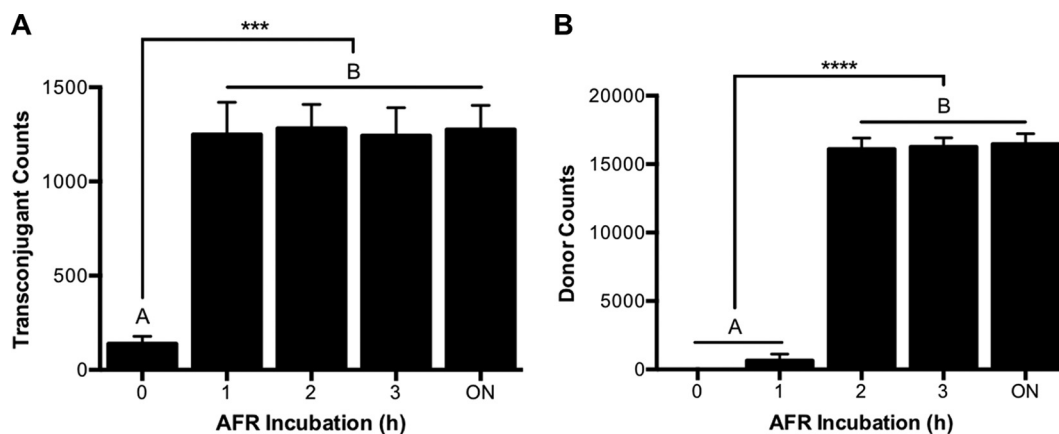 A
***
B
1500
1000
500
0
A
Transconjugant Counts
0 1 2 3 ON
AFR Incubation (h)
B
****
B
20000
15000
10000
5000
0
A
Donor Counts
0 1 2 3 ON
AFR Incubation (h)